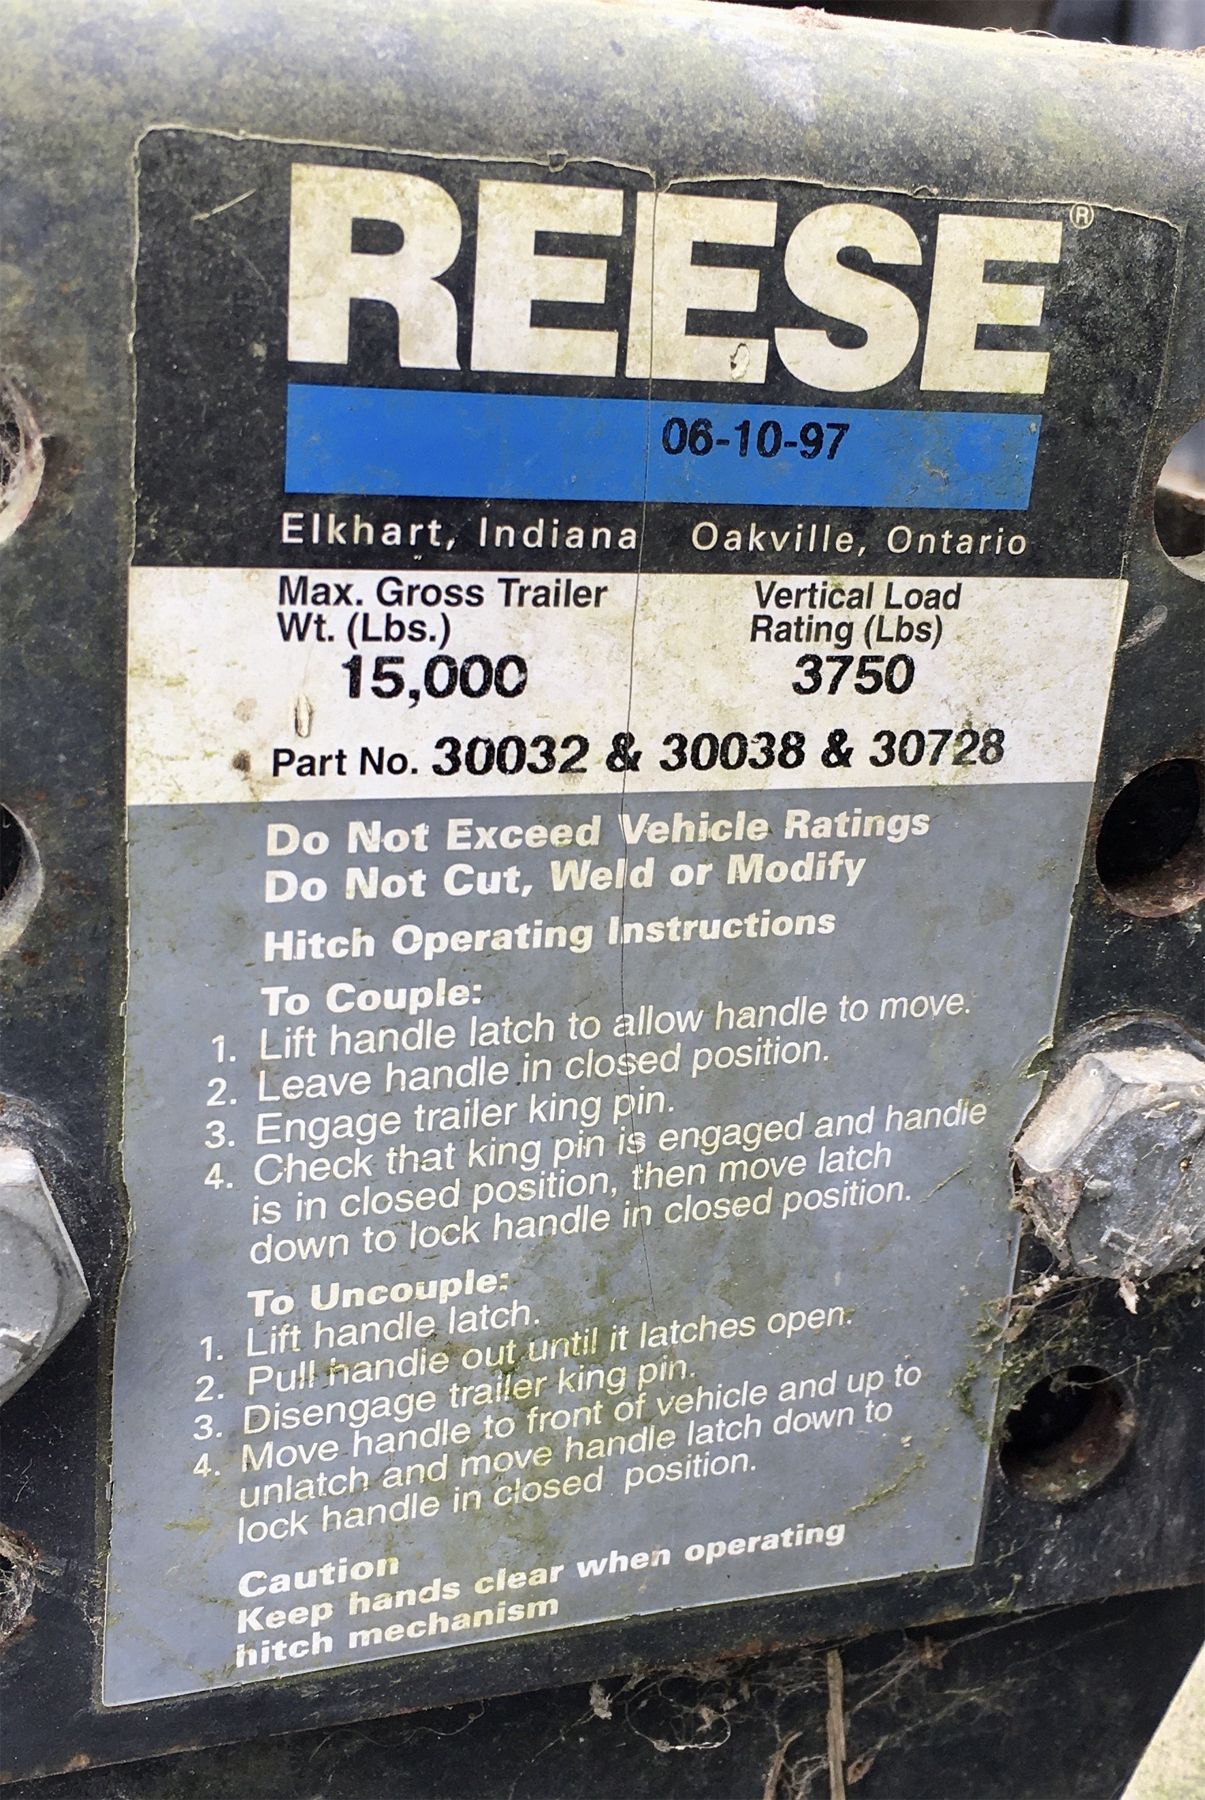 REESE®
06-10-97
Elkhart, Indiana Oakville, Ontario
Max. Gross Trailer Vertical Load
Wt. (Lbs.) Rating (Lbs)
15,000 3750
Part No. 30032 & 30038 & 30728
Do Not Exceed Vehicle Ratings
Do Not Cut, Weld or Modify
Hitch Operating Instructions
To Couple:
1. Lift handle latch to allow handle to move.
2. Leave handle in closed position.
3. Engage trailer king pin.
4. Check that king pin is engaged and handle
is in closed position, then move latch
down to lock handle in closed position.
To Uncouple:
1. Lift handle latch.
2. Pull handle out until it latches open.
3. Disengage trailer king pin.
4. Move handle to front of vehicle and up to
unlatch and move handle latch down to
lock handle in closed position.
Caution
Keep hands clear when operating
hitch mechanism